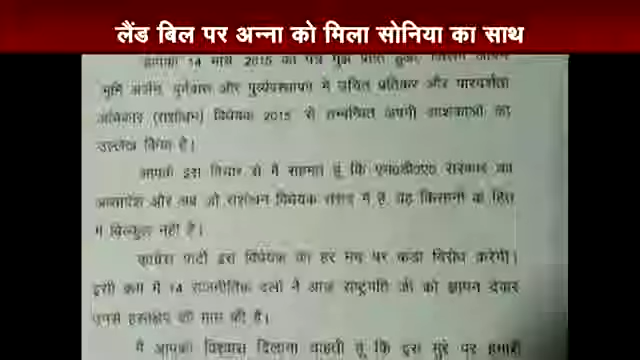 लैंड बिल पर अन्ना को मिला सोनिया का साथ
आपका 14 मार्च 2015 का पत्र मुझे प्राप्त हुआ जिसमें आपने
भूमि अर्जन, पुनर्वास और पुनर्व्यवस्थापन में उचित प्रतिकर और पारदर्शिता
अधिकार (संशोधन) विधेयक 2015 से सम्बन्धित अपनी आशंकाओं का
उल्लेख किया है।
आपके इस विचार से मैं सहमत हूं कि एन०डी०ए० सरकार का
अध्यादेश और अब जो संशोधन विधेयक संसद में है, वह किसानों के हित
में बिल्कुल नहीं है।
कांग्रेस पार्टी इस विधेयक का हर मंच पर कड़ा विरोध करेगी।
इसी क्रम में 14 राजनीतिक दलों ने आज राष्ट्रपति जी को ज्ञापन देकर
उनसे हस्तक्षेप की मांग की है।
मैं आपको विश्वास दिलाना चाहती हूं कि इस मुद्दे पर हमारी